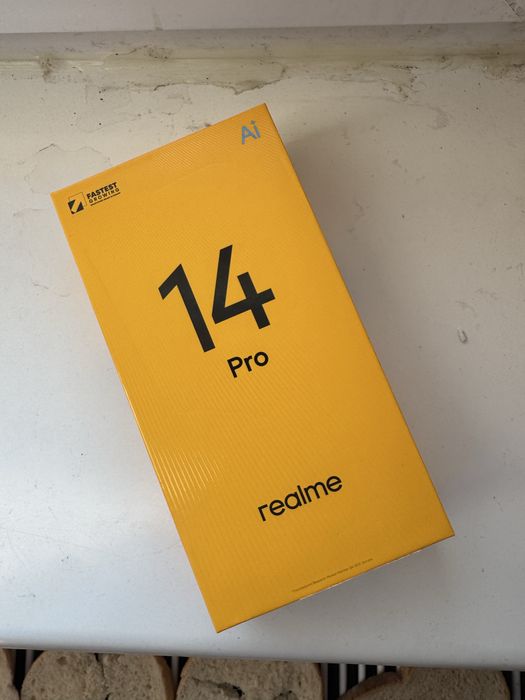 Ai
FASTEST
GROWING
14
Pro
realme